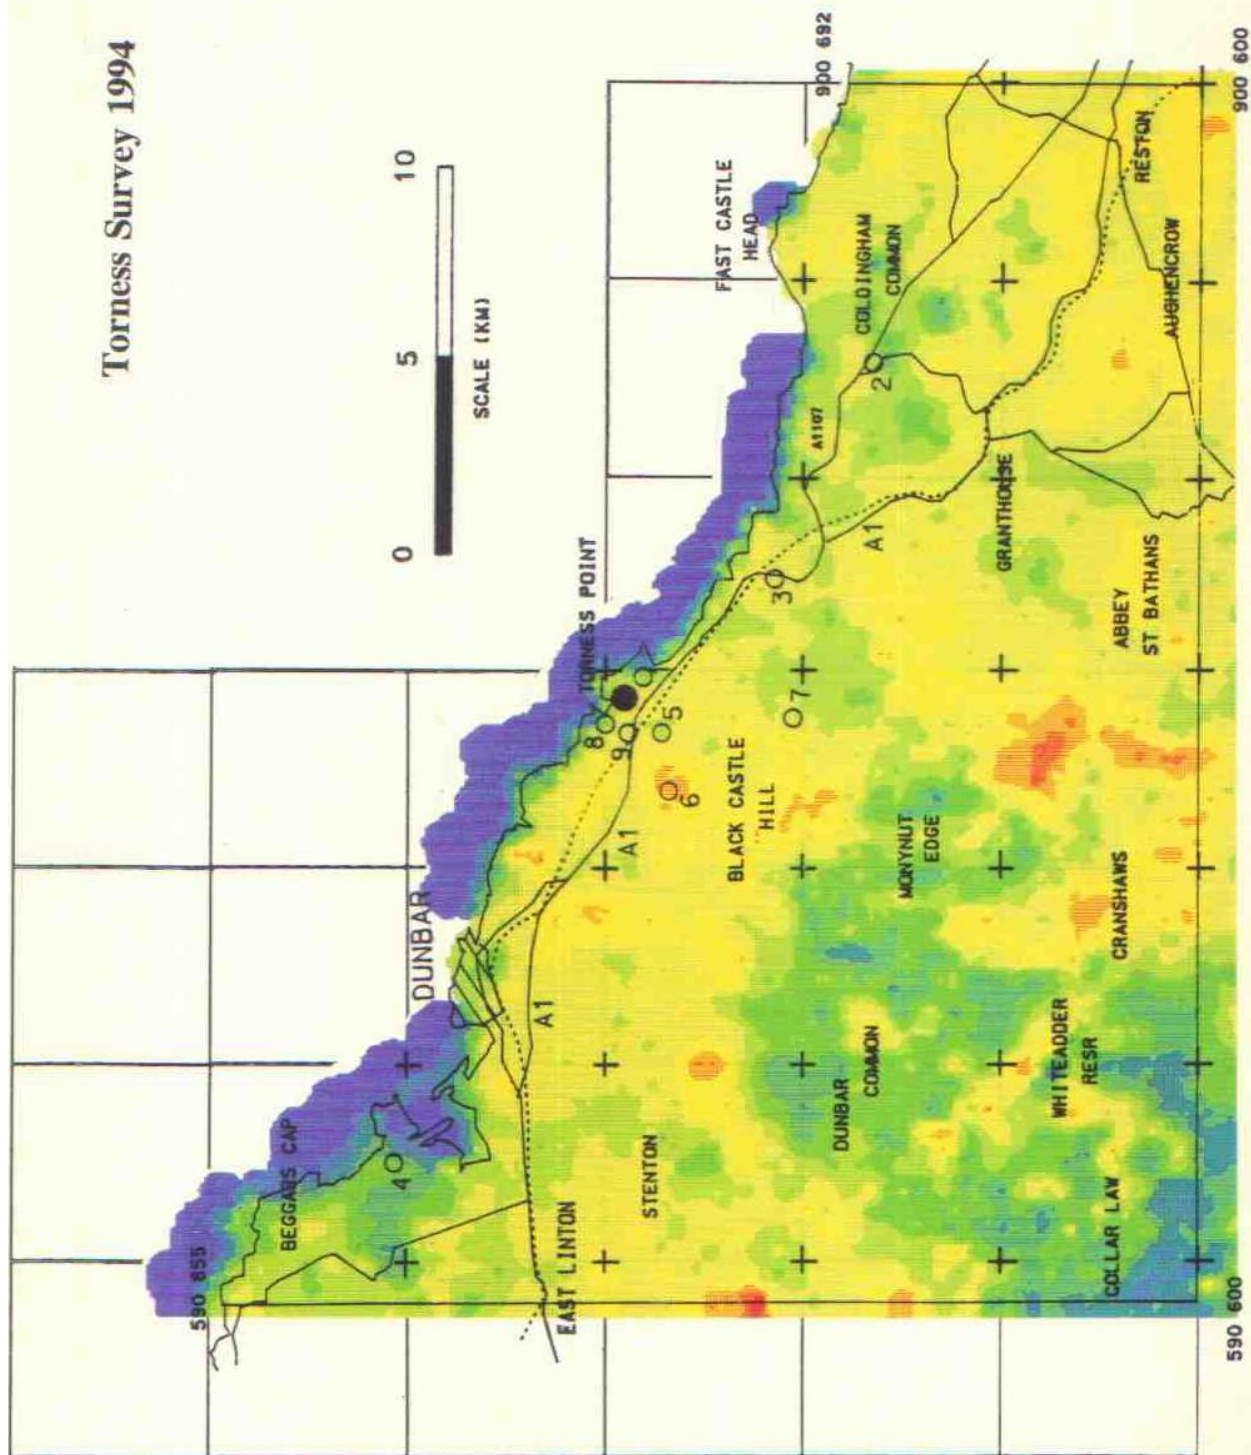 Torness Survey 1994
0 5 10
SCALE (KM)
590 855
BEGGARS CAP
4
DUNBAR
EAST LINTON
A1
STENTON
A1
TORNESS POINT
8
9
5
6
BLACK CASTLE
HILL
7
3
DUNBAR
COMMON
MONYNUT
EDGE
A1
A1107
FAST CASTLE
HEAD
COLDINGHAM
COMMON
2
900 692
COLLAR LAW
WHITEADDER
RESR
CRANSHAWS
ABBEY
ST BATHANS
GRANTHOUSE
AUCHENCROW
RESTON
590 600
900 600